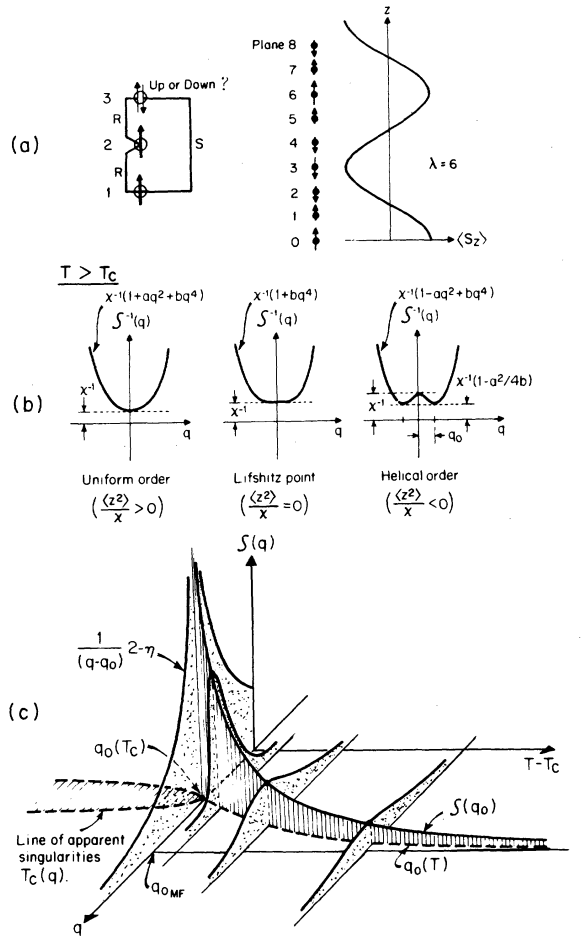 (a)
Up or Down ?
3
R
2
S
R
1
z
Plane 8
7
6
5
4
3
2
1
0
λ = 6
⟨S_z⟩
T > T_C
(b)
χ⁻¹(1+aq²+bq⁴)
S⁻¹(q)
χ⁻¹
q
Uniform order
(⟨z²⟩/χ > 0)
χ⁻¹(1+bq⁴)
S⁻¹(q)
χ⁻¹
q
Lifshitz point
(⟨z²⟩/χ = 0)
χ⁻¹(1-aq²+bq⁴)
S⁻¹(q)
χ⁻¹(1-a²/4b)
χ⁻¹
q
q₀
Helical order
(⟨z²⟩/χ < 0)
(c)
S(q)
1/(q-q₀) 2-η
q₀(T_C)
T-T_C
S(q₀)
q₀(T)
Line of apparent
singularities
T_C(q).
q₀MF
q